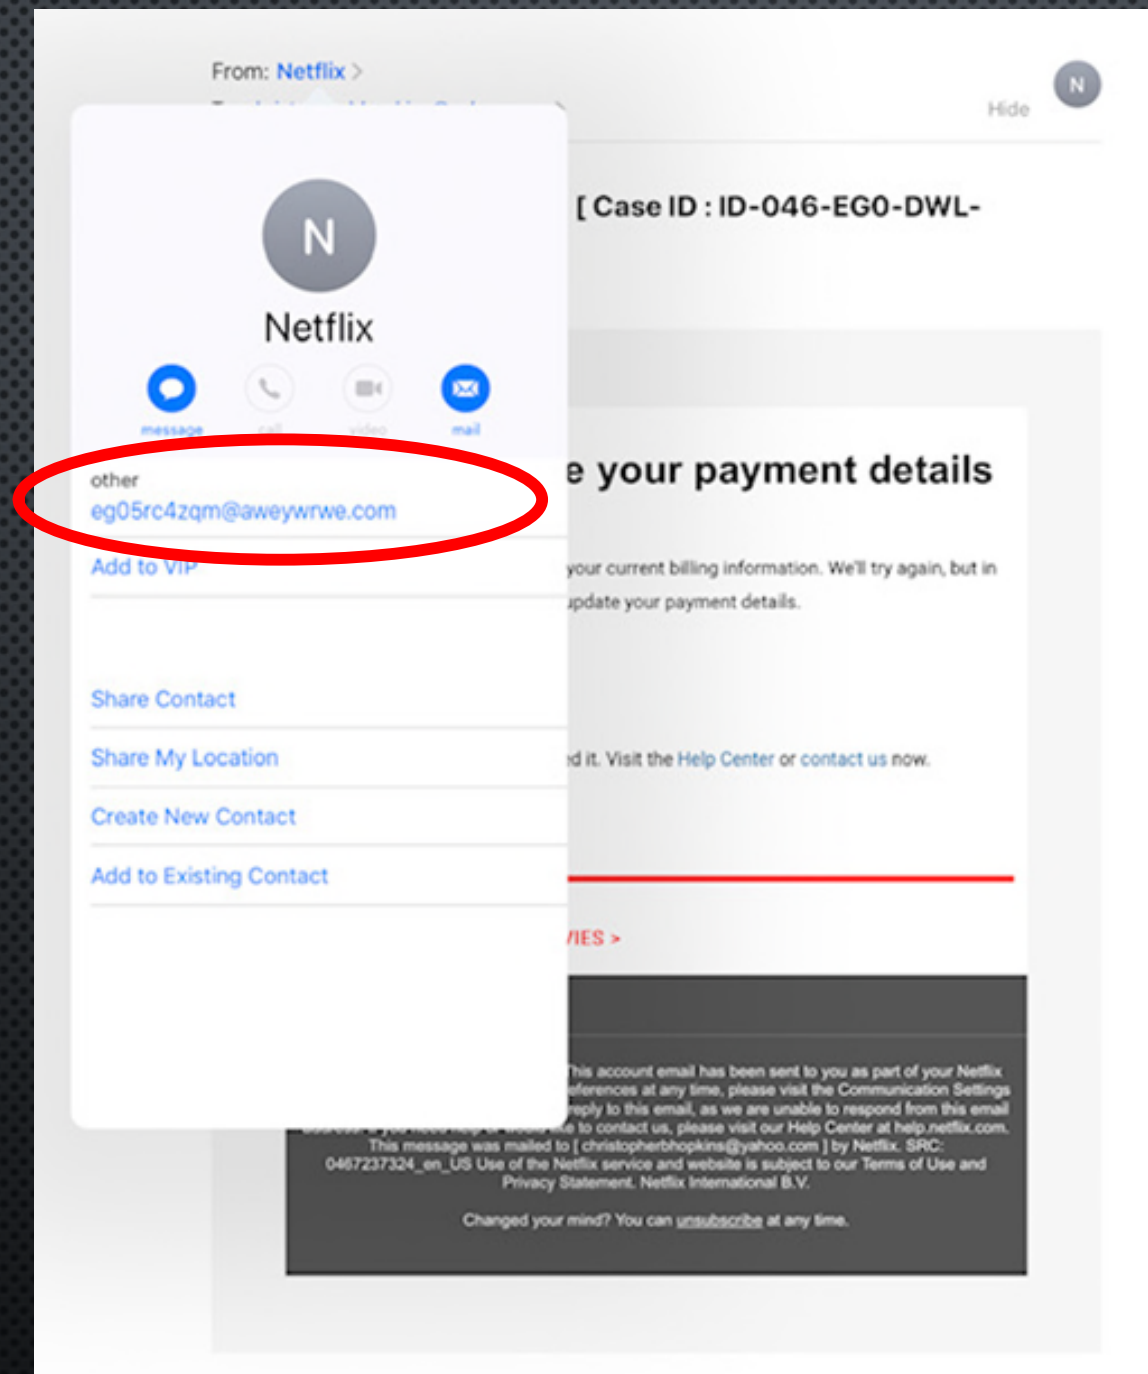 From: Netflix >
Hide
N
[ Case ID : ID-046-EG0-DWL-
N
Netflix
message
call
video
mail
other
eg05rc4zqm@aweywrwe.com
e your payment details
Add to VIP
your current billing information. We'll try again, but in
update your payment details.
Share Contact
Share My Location
ed it. Visit the Help Center or contact us now.
Create New Contact
Add to Existing Contact
VIES >
This account email has been sent to you as part of your Netflix
eferences at any time, please visit the Communication Settings
reply to this email, as we are unable to respond from this email
to contact us, please visit our Help Center at help.netflix.com.
This message was mailed to [ christopherbhopkins@yahoo.com ] by Netflix. SRC:
0467237324_en_US Use of the Netflix service and website is subject to our Terms of Use and
Privacy Statement. Netflix International B.V.
Changed your mind? You can unsubscribe at any time.